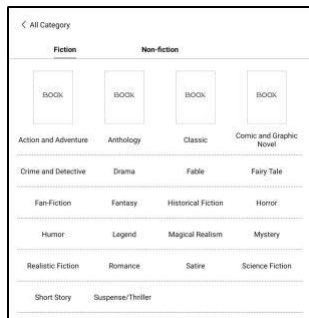 < All Category
Fiction Non-fiction
BOOX BOOX BOOX BOOX
Action and Adventure Anthology Classic Comic and Graphic
Novel
Crime and Detective Drama Fable Fairy Tale
Fan-Fiction Fantasy Historical Fiction Horror
Humor Legend Magical Realism Mystery
Realistic Fiction Romance Satire Science Fiction
Short Story Suspense/Thriller